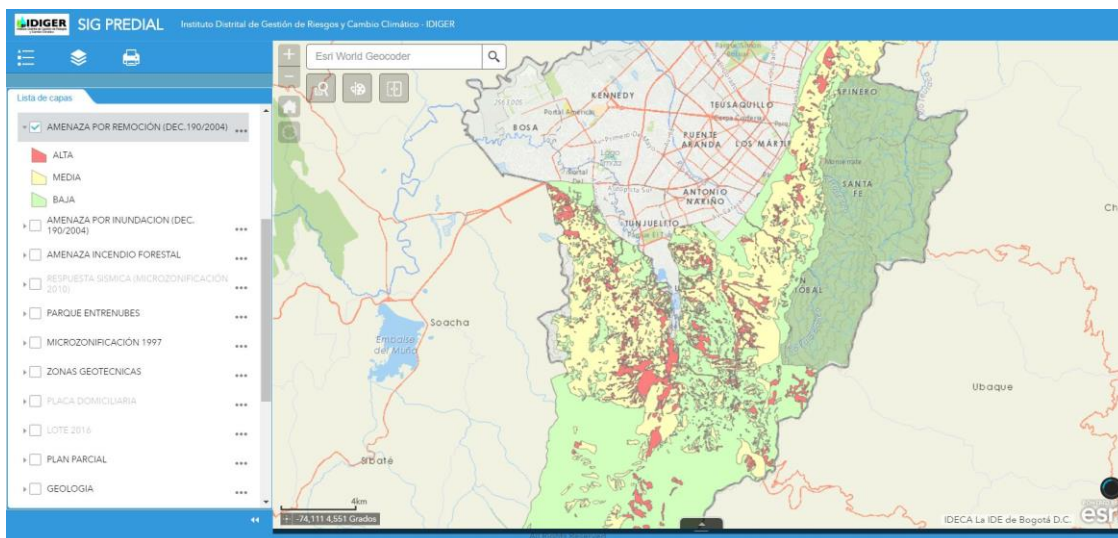 IDIGER
SIG PREDIAL
Instituto Distrital de Gestión de Riesgos y Cambio Climático - IDIGER
Lista de capas
AMENAZA POR REMOCIÓN (DEC.190/2004)
ALTA
MEDIA
BAJA
AMENAZA POR INUNDACION (DEC.
190/2004)
AMENAZA INCENDIO FORESTAL
RESPUESTA SISMICA (MICROZONIFICACIÓN
2010)
PARQUE ENTRENUBES
MICROZONIFICACIÓN 1997
ZONAS GEOTECNICAS
PLACA DOMICILIARIA
LOTE 2016
PLAN PARCIAL
GEOLOGIA
Esri World Geocoder
KENNEDY
TEUSAQUILLO
BOSA
PUENTE
ARANDA
LOS MARTI
ANTONIO
NARIÑO
TUNJUELITO
SPINERO
Monserrate
SANTA
FE
OBAL
Soacha
Embalse
del Muña
Sibaté
Ubaque
4km
-74,111 4,551 Grados
IDECA La IDE de Bogotá D.C.
esri